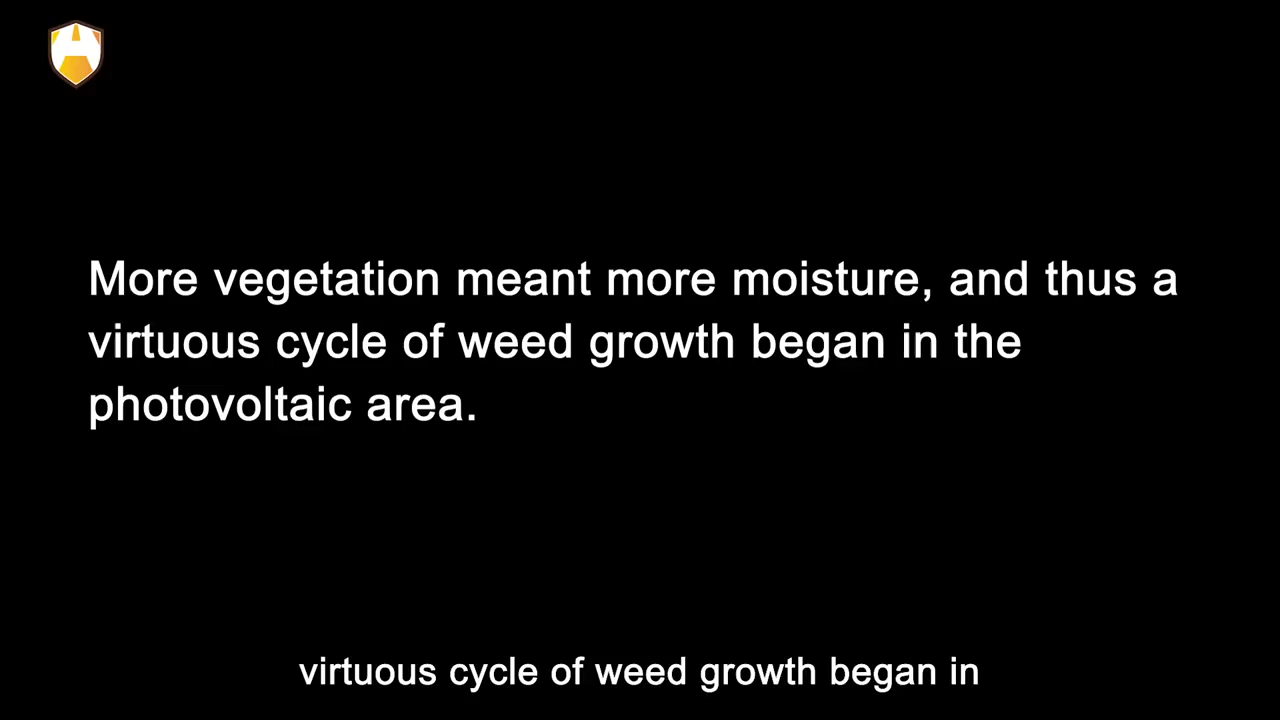 More vegetation meant more moisture, and thus a
virtuous cycle of weed growth began in the
photovoltaic area.
virtuous cycle of weed growth began in